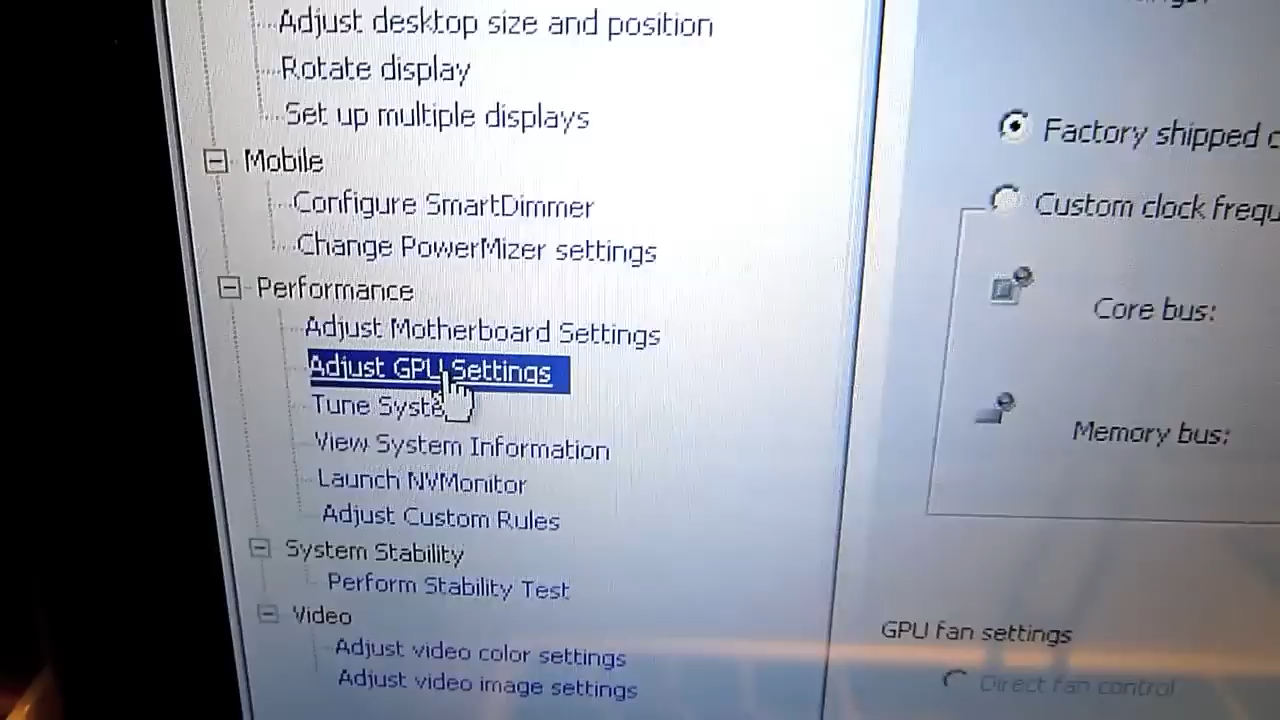 Adjust desktop size and position
Rotate display
Set up multiple displays
Mobile
Configure SmartDimmer
Change PowerMizer settings
Performance
Adjust Motherboard Settings
Adjust GPU Settings
Tune Syste
View System Information
Launch NVMonitor
Adjust Custom Rules
System Stability
Perform Stability Test
Video
Adjust video color settings
Adjust video image settings
Factory shipped c
Custom clock frequ
Core bus:
Memory bus:
GPU fan settings
Direct fan control